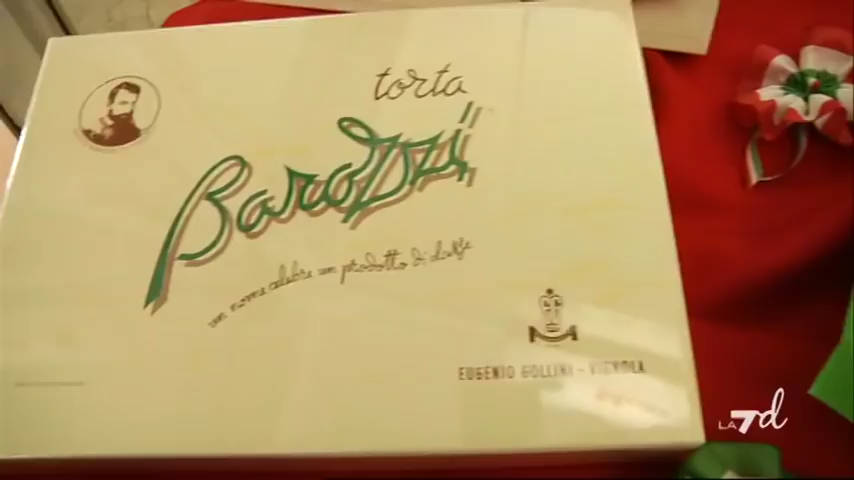 torta
Barozzi
un nome celebre un prodotto di classe
EUGENIO GOLLINI - VIGNOLA
LA7d